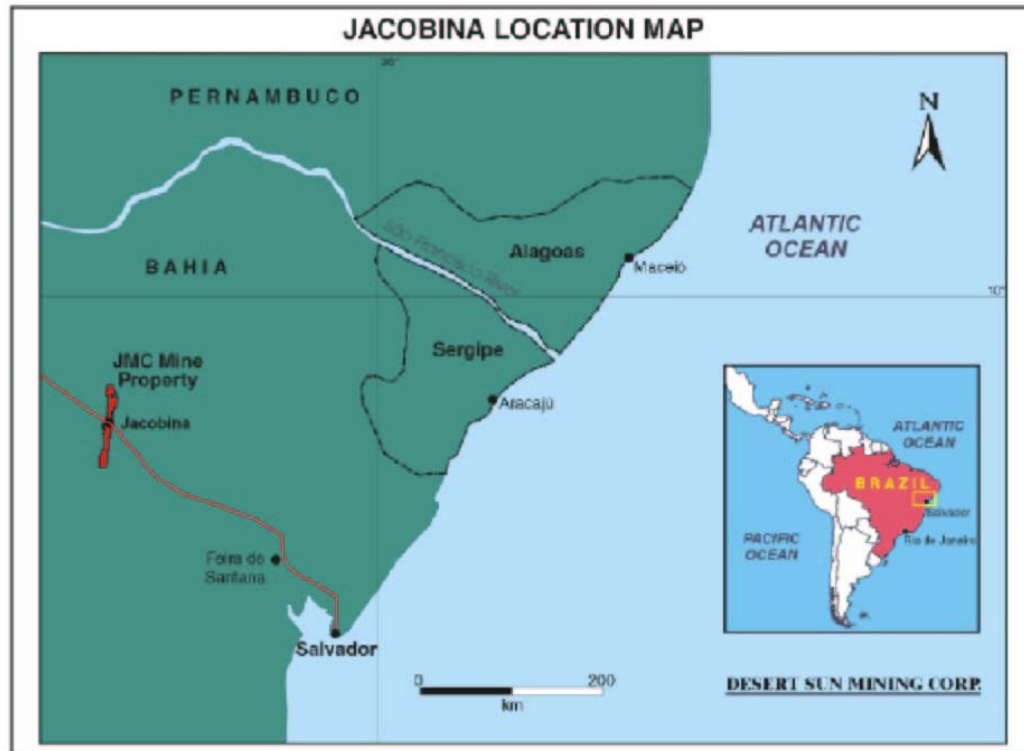 JACOBINA LOCATION MAP
PERNAMBUCO
N
ATLANTIC
OCEAN
São Francisco River
Alagoas
Maceió
BAHIA
10°
Sergipe
JMC Mine
Property
Aracajú
Jacobina
ATLANTIC
OCEAN
BRAZIL
Salvador
Rio de Janeiro
PACIFIC
OCEAN
Feira de
Santana
Salvador
0 200
km
DESERT SUN MINING CORP.